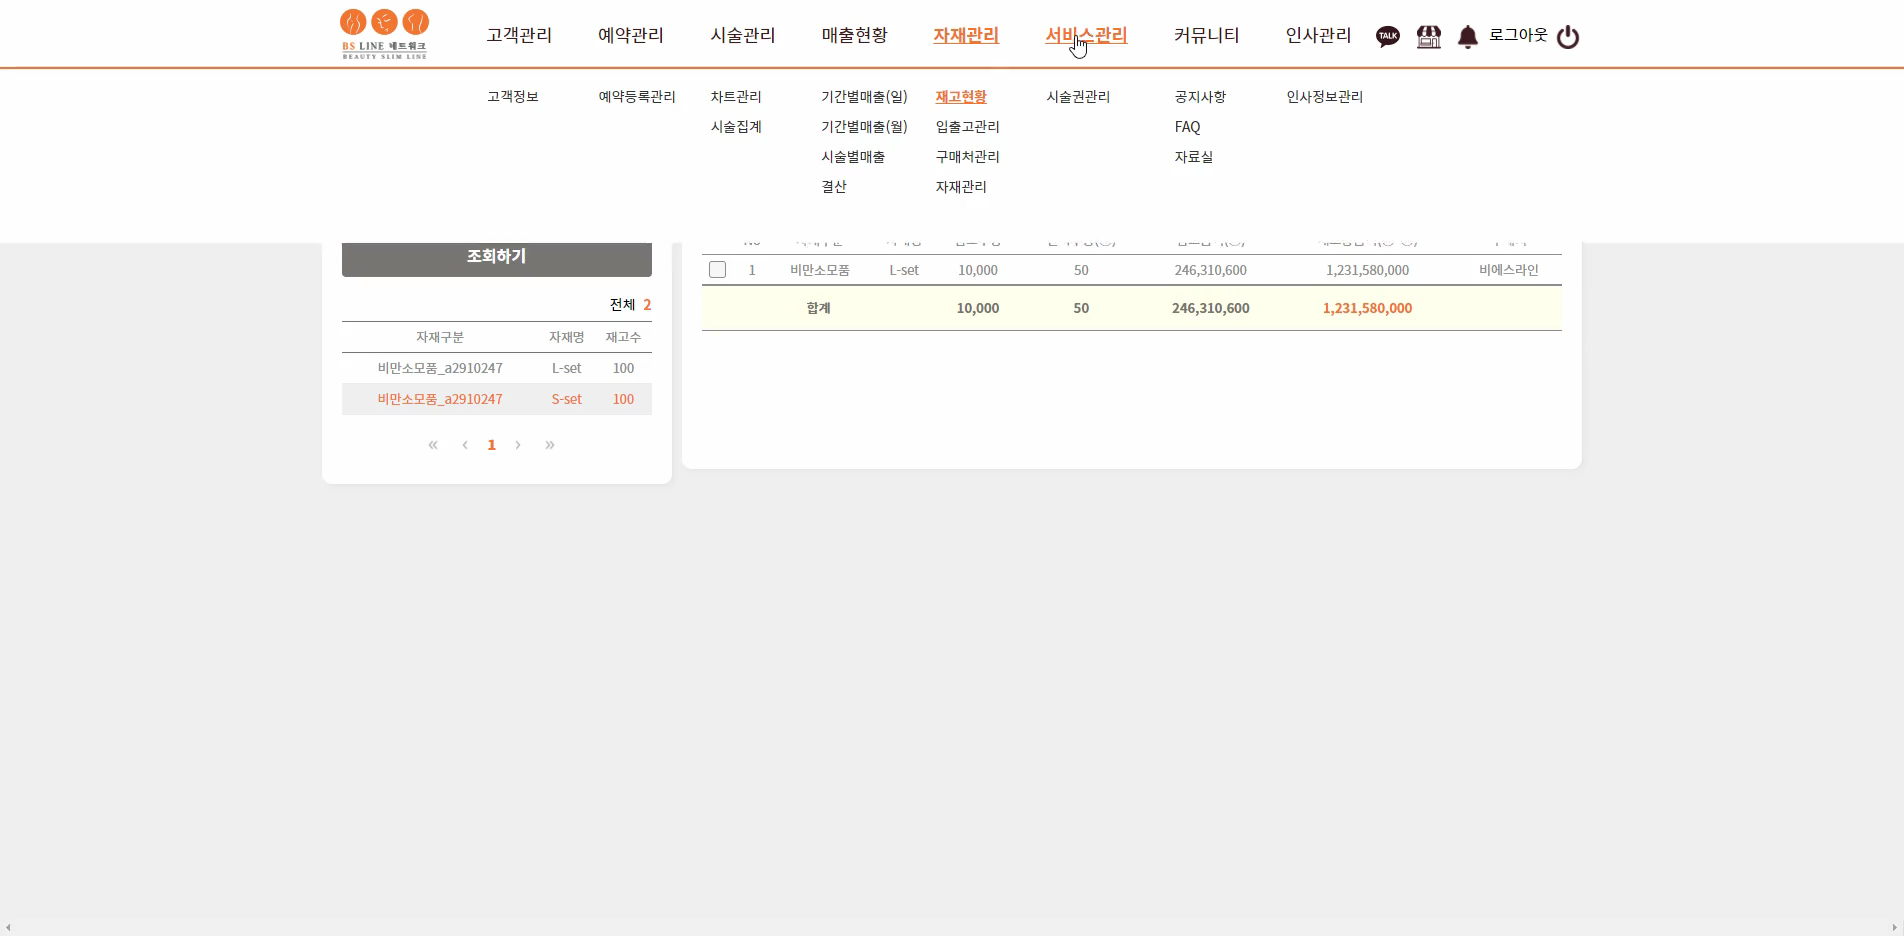 BS LINE 네트워크
BEAUTY SLIM LINE
고객관리 예약관리 시술관리 매출현황 자재관리 서비스관리 커뮤니티 인사관리 TALK 로그아웃
고객정보 예약등록관리 차트관리 기간별매출(일) 재고현황 시술권관리 공지사항 인사정보관리
시술집계 기간별매출(월) 입출고관리 FAQ
시술별매출 구매처관리 자료실
결산 자재관리
조회하기
전체 2
자재구분 자재명 재고수
비만소모품_a2910247 L-set 100
비만소모품_a2910247 S-set 100
« ‹ 1 › »
1 비만소모품 L-set 10,000 50 246,310,600 1,231,580,000 비에스라인
합계 10,000 50 246,310,600 1,231,580,000